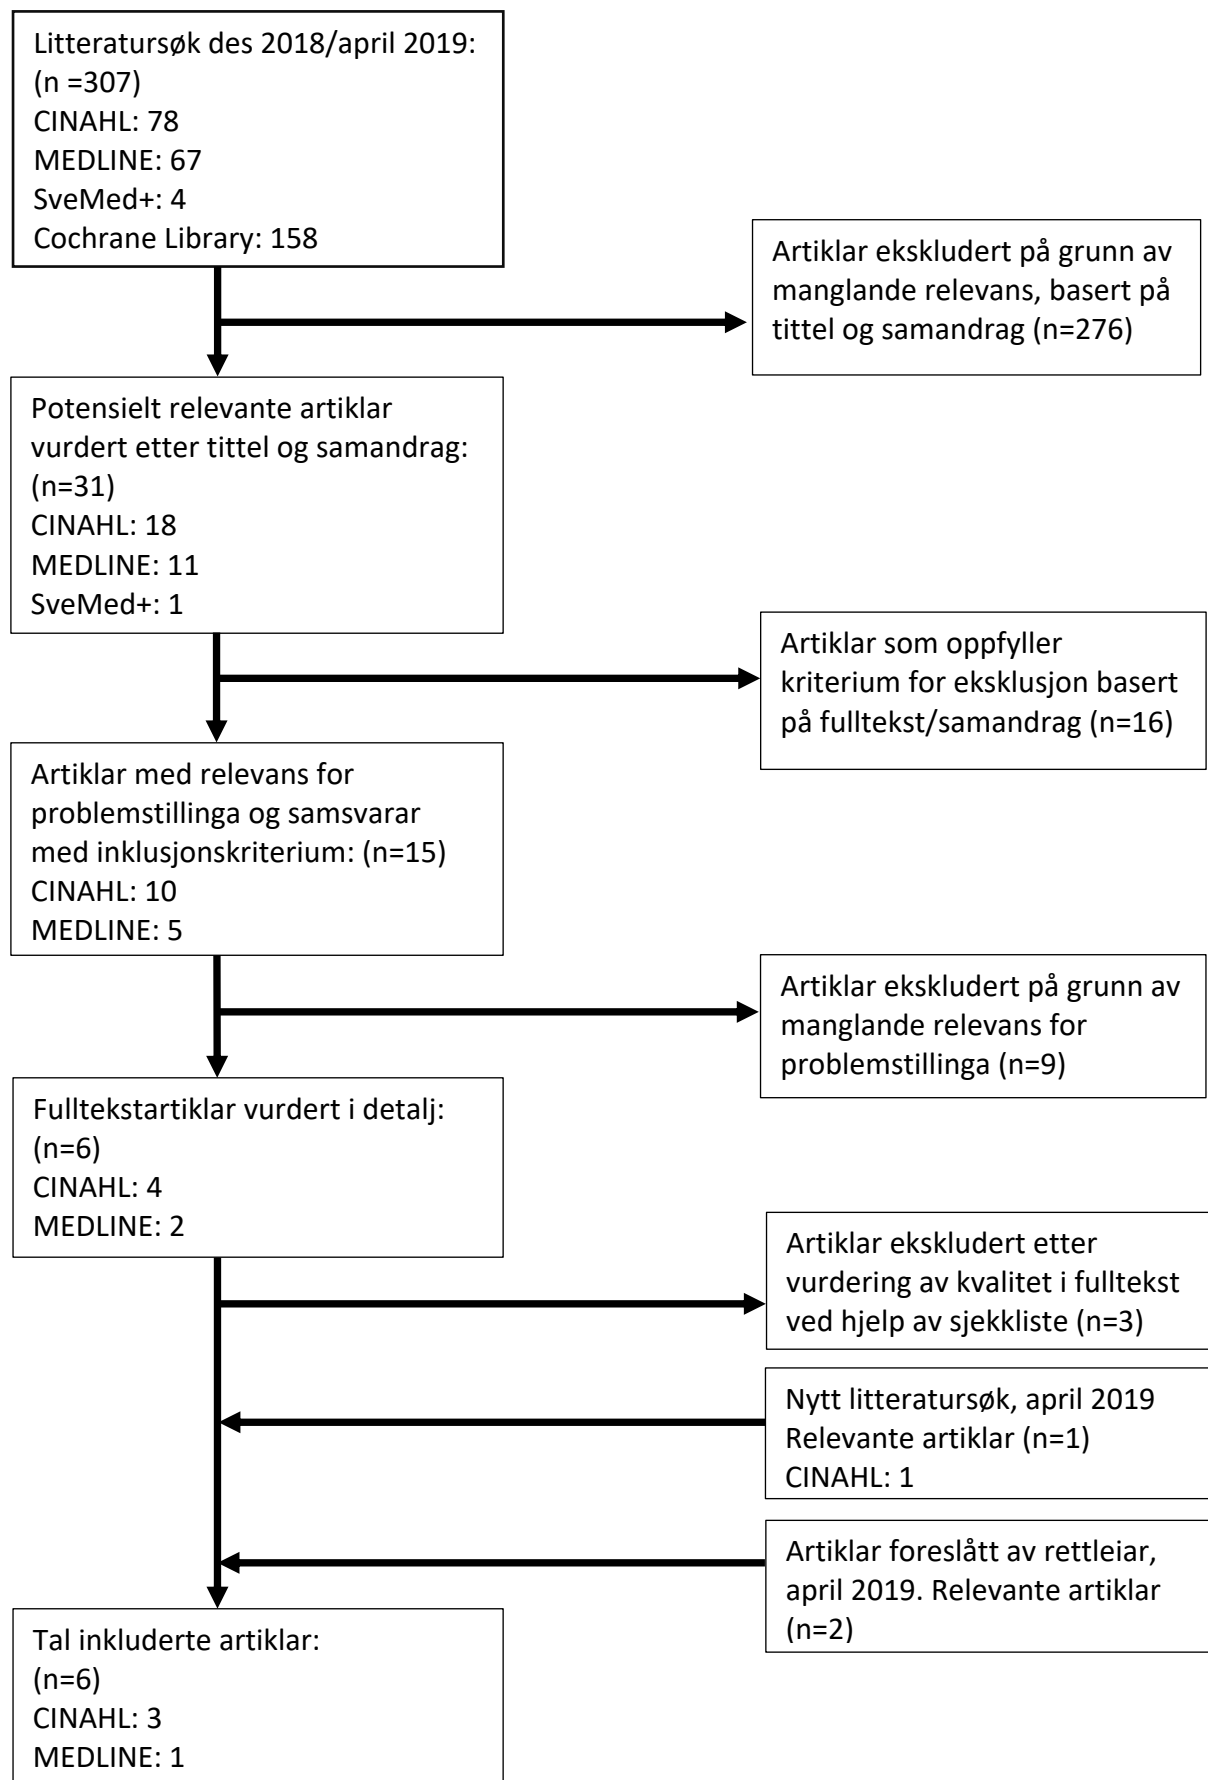 Litteratursøk des 2018/april 2019:
(n =307)
CINAHL: 78
MEDLINE: 67
SveMed+: 4
Cochrane Library: 158
Artiklar ekskludert på grunn av
manglande relevans, basert på
tittel og samandrag (n=276)
Potensielt relevante artiklar
vurdert etter tittel og samandrag:
(n=31)
CINAHL: 18
MEDLINE: 11
SveMed+: 1
Artiklar som oppfyller
kriterium for eksklusjon basert
på fulltekst/samandrag (n=16)
Artiklar med relevans for
problemstillinga og samsvarar
med inklusjonskriterium: (n=15)
CINAHL: 10
MEDLINE: 5
Artiklar ekskludert på grunn av
manglande relevans for
problemstillinga (n=9)
Fulltekstartiklar vurdert i detalj:
(n=6)
CINAHL: 4
MEDLINE: 2
Artiklar ekskludert etter
vurdering av kvalitet i fulltekst
ved hjelp av sjekkliste (n=3)
Nytt litteratursøk, april 2019
Relevante artiklar (n=1)
CINAHL: 1
Artiklar foreslått av rettleiar,
april 2019. Relevante artiklar
(n=2)
Tal inkluderte artiklar:
(n=6)
CINAHL: 3
MEDLINE: 1